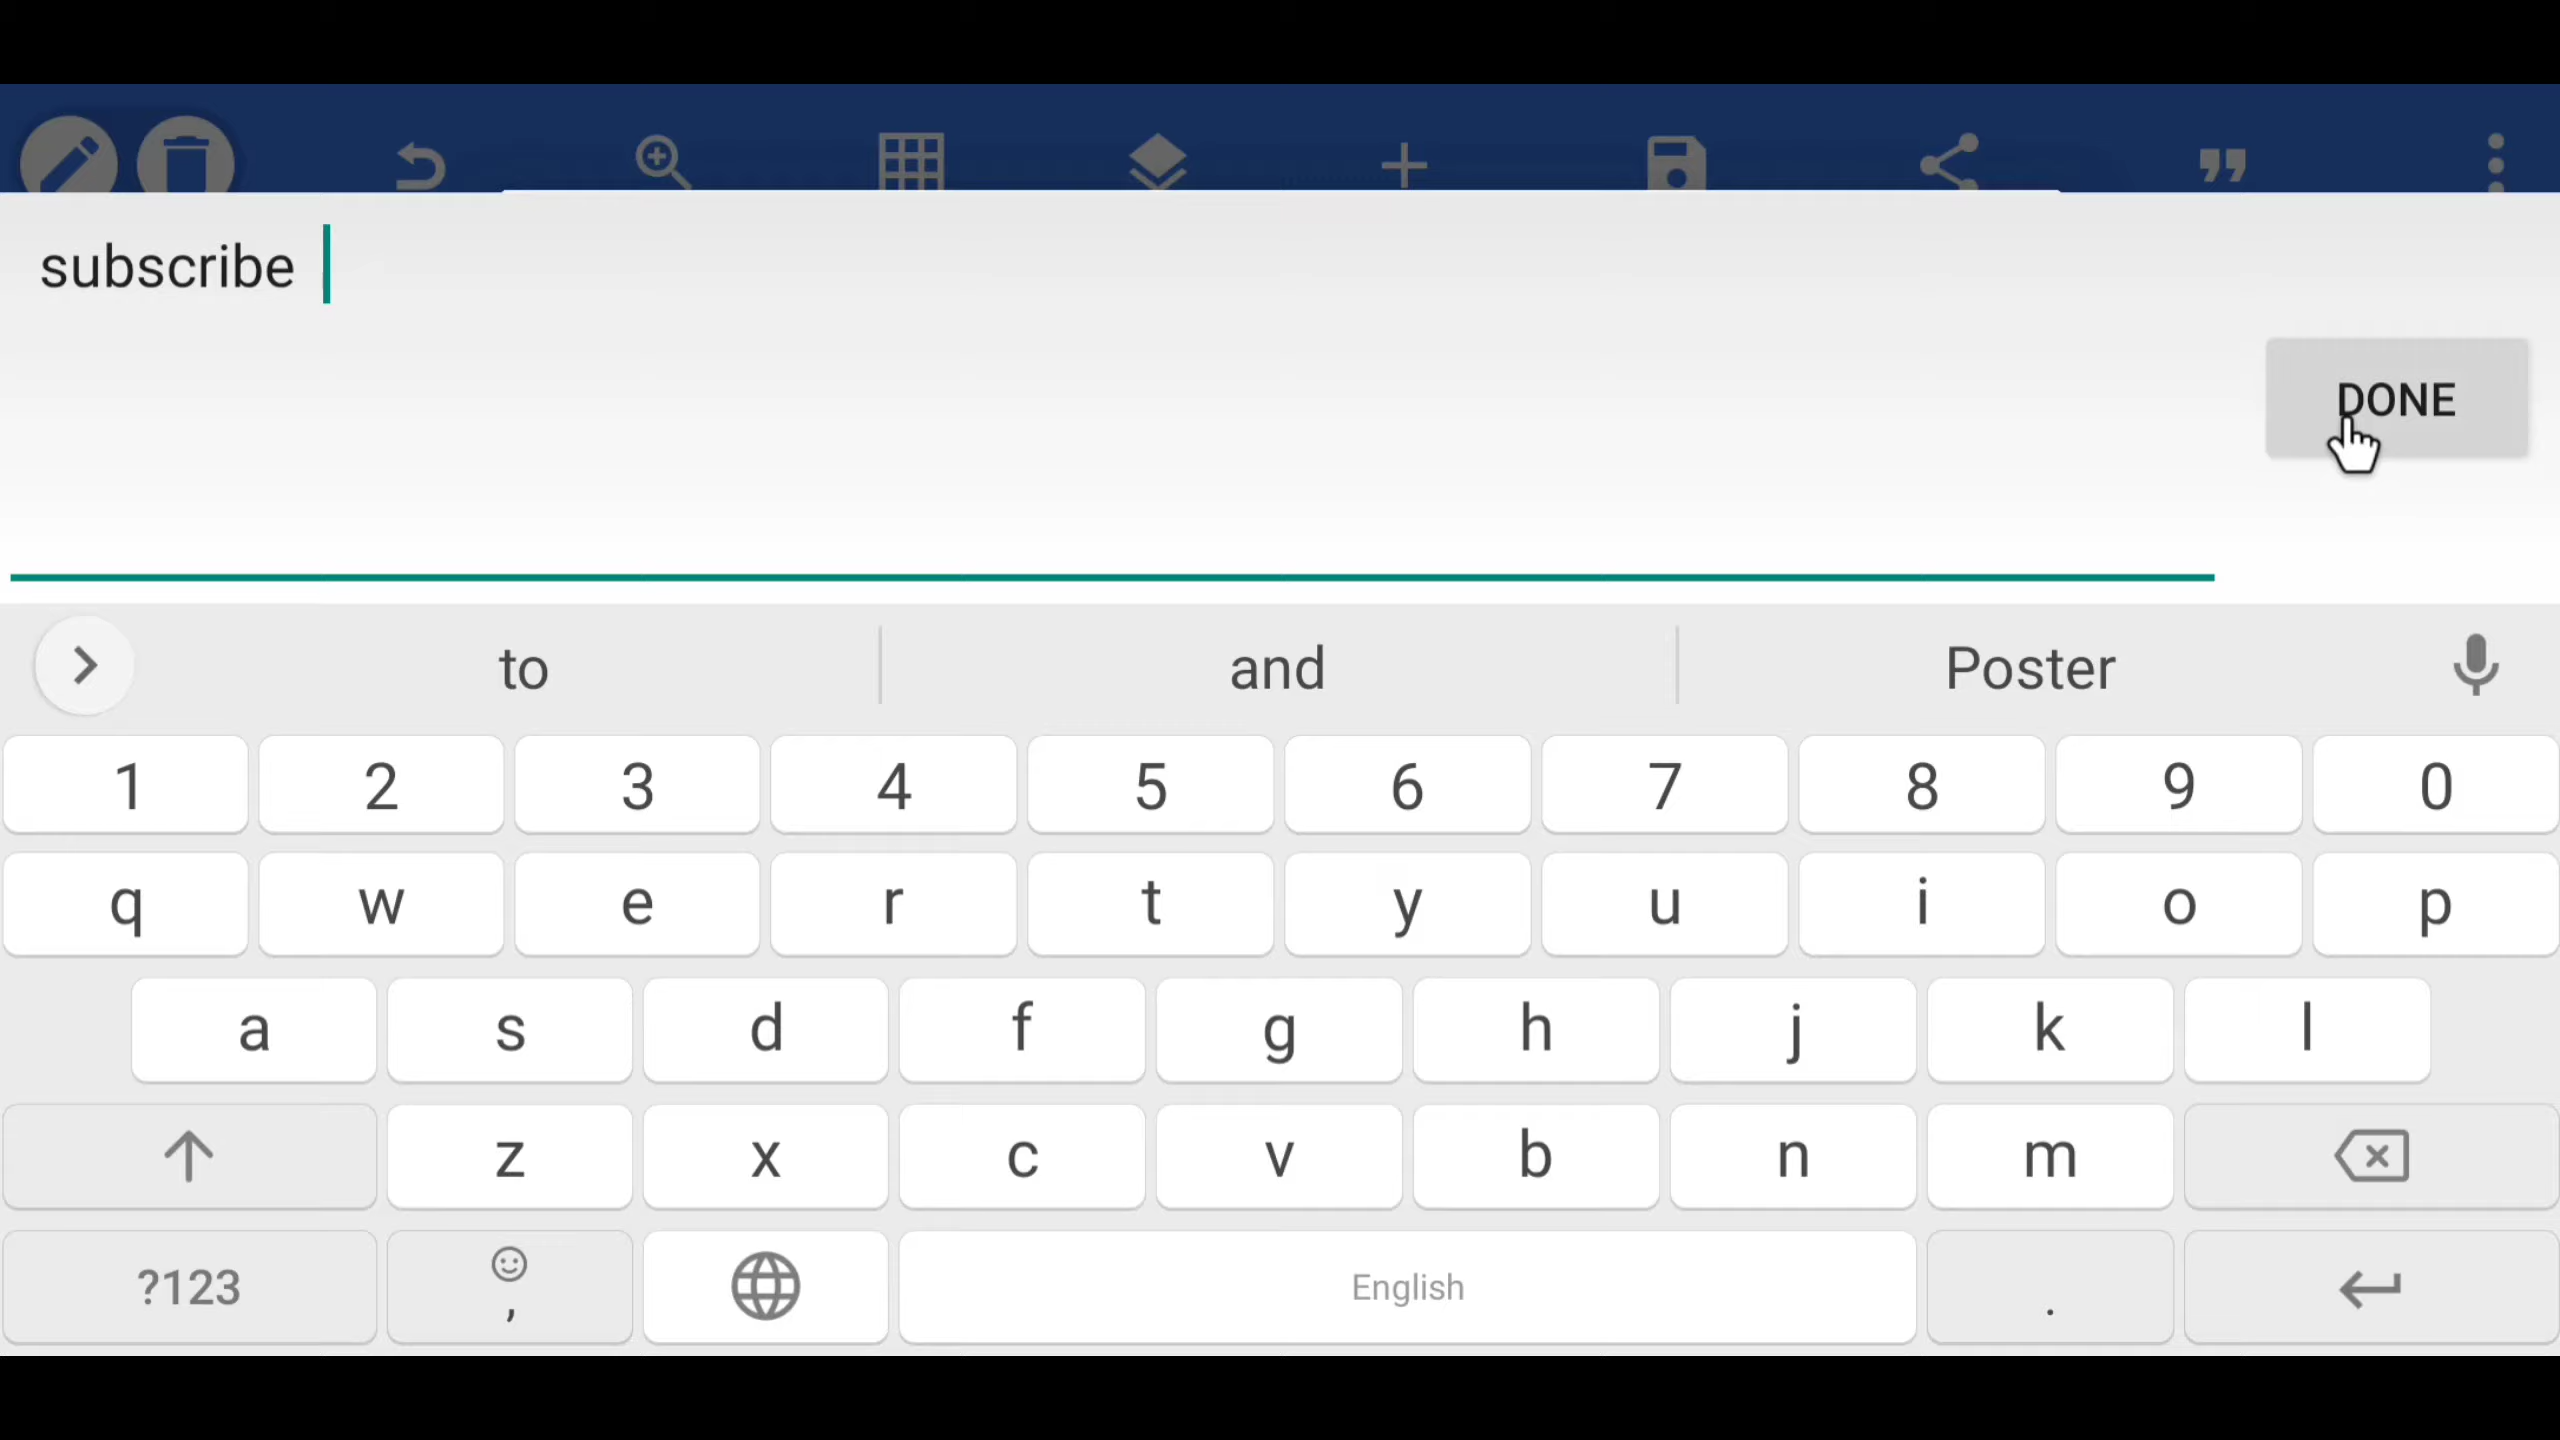 subscribe
DONE
to and Poster
1 2 3 4 5 6 7 8 9 0
q w e r t y u i o p
a s d f g h j k l
z x c v b n m
?123 , English .